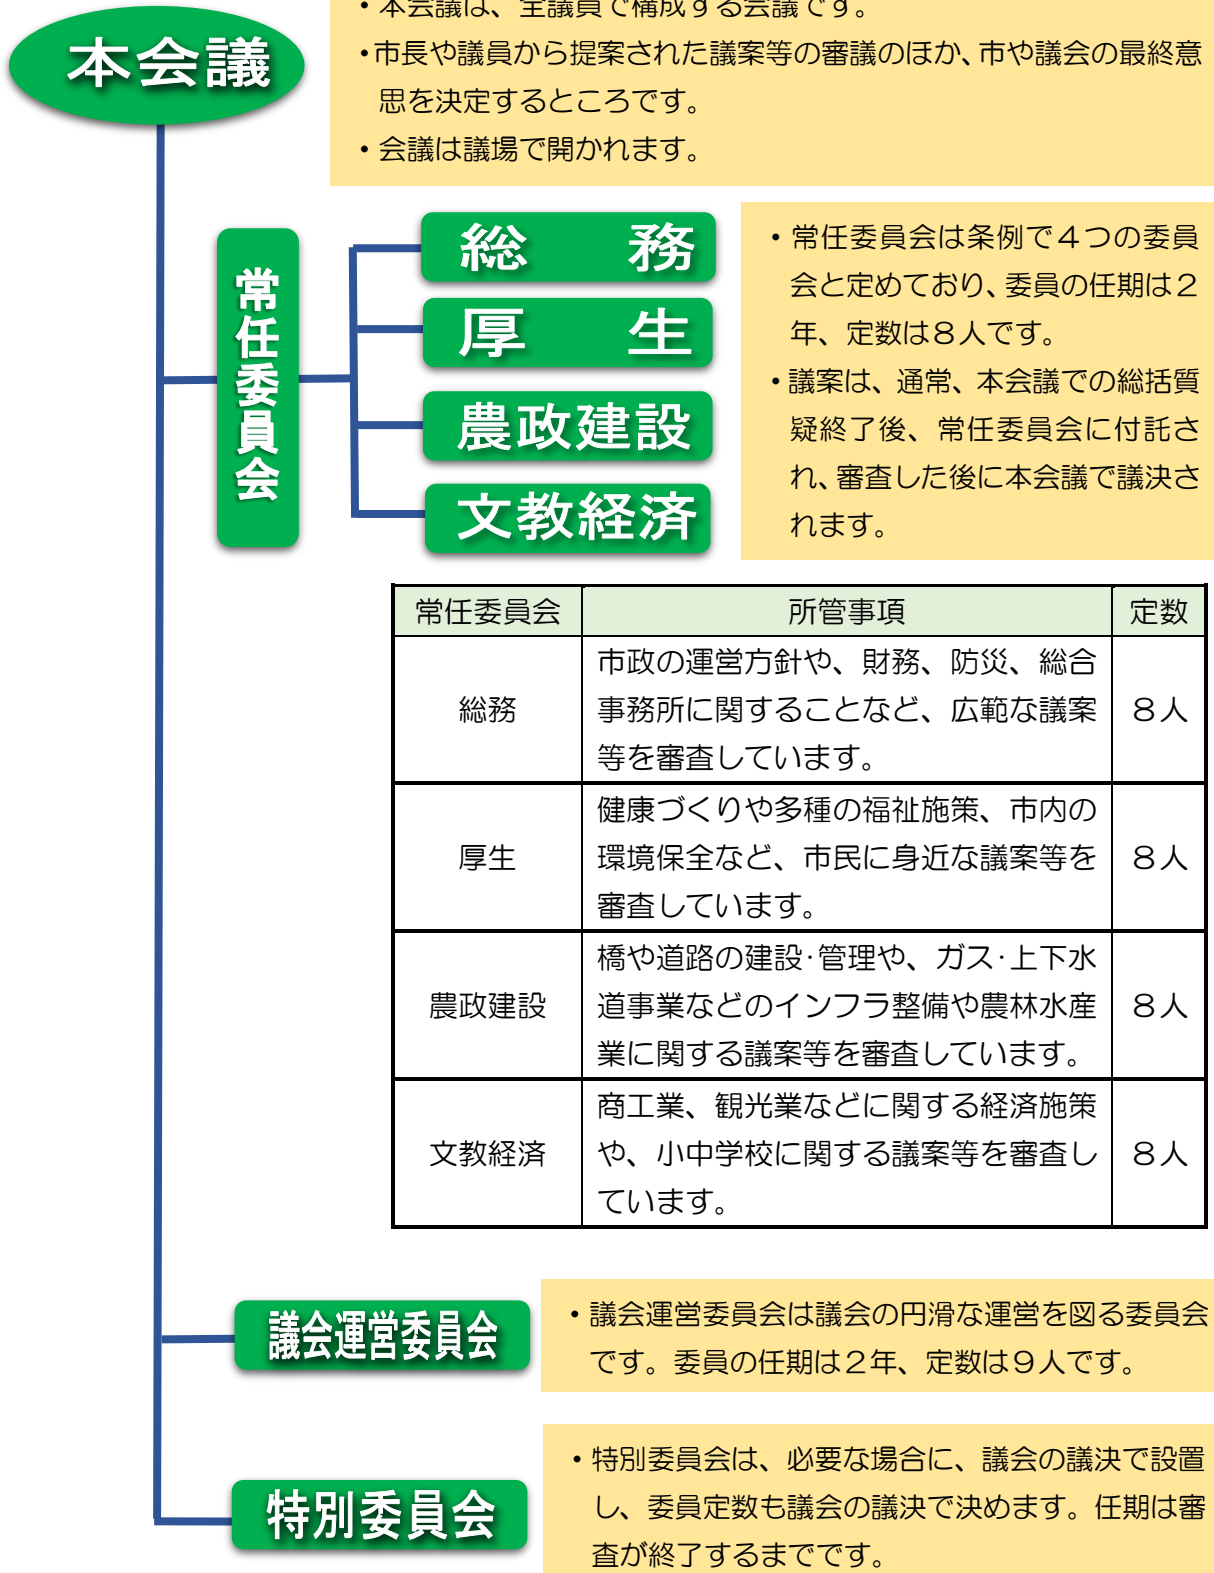 本会議
・本会議は、全議員で構成する会議です。
・市長や議員から提案された議案等の審議のほか、市や議会の最終意
思を決定するところです。
・会議は議場で開かれます。
常任委員会
総　務
厚　生
農政建設
文教経済
・常任委員会は条例で４つの委員
会と定めており、委員の任期は２
年、定数は８人です。
・議案は、通常、本会議での総括質
疑終了後、常任委員会に付託さ
れ、審査した後に本会議で議決さ
れます。
常任委員会　所管事項　定数
総務
市政の運営方針や、財務、防災、総合
事務所に関することなど、広範な議案
等を審査しています。
８人
厚生
健康づくりや多種の福祉施策、市内の
環境保全など、市民に身近な議案等を
審査しています。
８人
農政建設
橋や道路の建設・管理や、ガス・上下水
道事業などのインフラ整備や農林水産
業に関する議案等を審査しています。
８人
文教経済
商工業、観光業などに関する経済施策
や、小中学校に関する議案等を審査し
ています。
８人
議会運営委員会
・議会運営委員会は議会の円滑な運営を図る委員会
です。委員の任期は２年、定数は９人です。
特別委員会
・特別委員会は、必要な場合に、議会の議決で設置
し、委員定数も議会の議決で決めます。任期は審
査が終了するまでです。